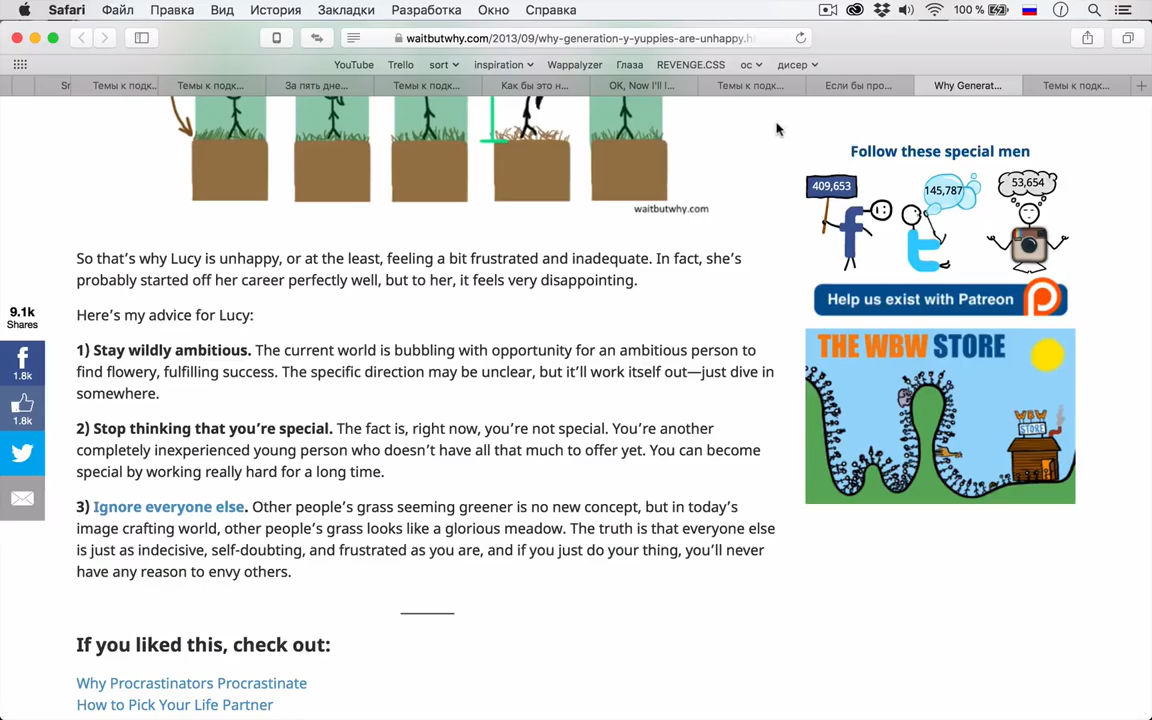 Safari Файл Правка Вид История Закладки Разработка Окно Справка 100 %
waitbutwhy.com/2013/09/why-generation-y-yuppies-are-unhappy.h
YouTube Trello sort inspiration Wappalyzer Глаза REVENGE.CSS ос дисер
Sr Темы к подк... Темы к подк... За пять дне... Темы к подк... Как бы это н... OK, Now I'll l... Темы к подк... Если бы про... Why Generat... Темы к подк...
waitbutwhy.com
So that's why Lucy is unhappy, or at the least, feeling a bit frustrated and inadequate. In fact, she's
probably started off her career perfectly well, but to her, it feels very disappointing.
Here's my advice for Lucy:
1) Stay wildly ambitious. The current world is bubbling with opportunity for an ambitious person to
find flowery, fulfilling success. The specific direction may be unclear, but it'll work itself out—just dive in
somewhere.
2) Stop thinking that you're special. The fact is, right now, you're not special. You're another
completely inexperienced young person who doesn't have all that much to offer yet. You can become
special by working really hard for a long time.
3) Ignore everyone else. Other people's grass seeming greener is no new concept, but in today's
image crafting world, other people's grass looks like a glorious meadow. The truth is that everyone else
is just as indecisive, self-doubting, and frustrated as you are, and if you just do your thing, you'll never
have any reason to envy others.
If you liked this, check out:
Why Procrastinators Procrastinate
How to Pick Your Life Partner
9.1k
Shares
1.8k
1.8k
Follow these special men
409,653 145,787 53,654
Help us exist with Patreon
THE WBW STORE
STORE